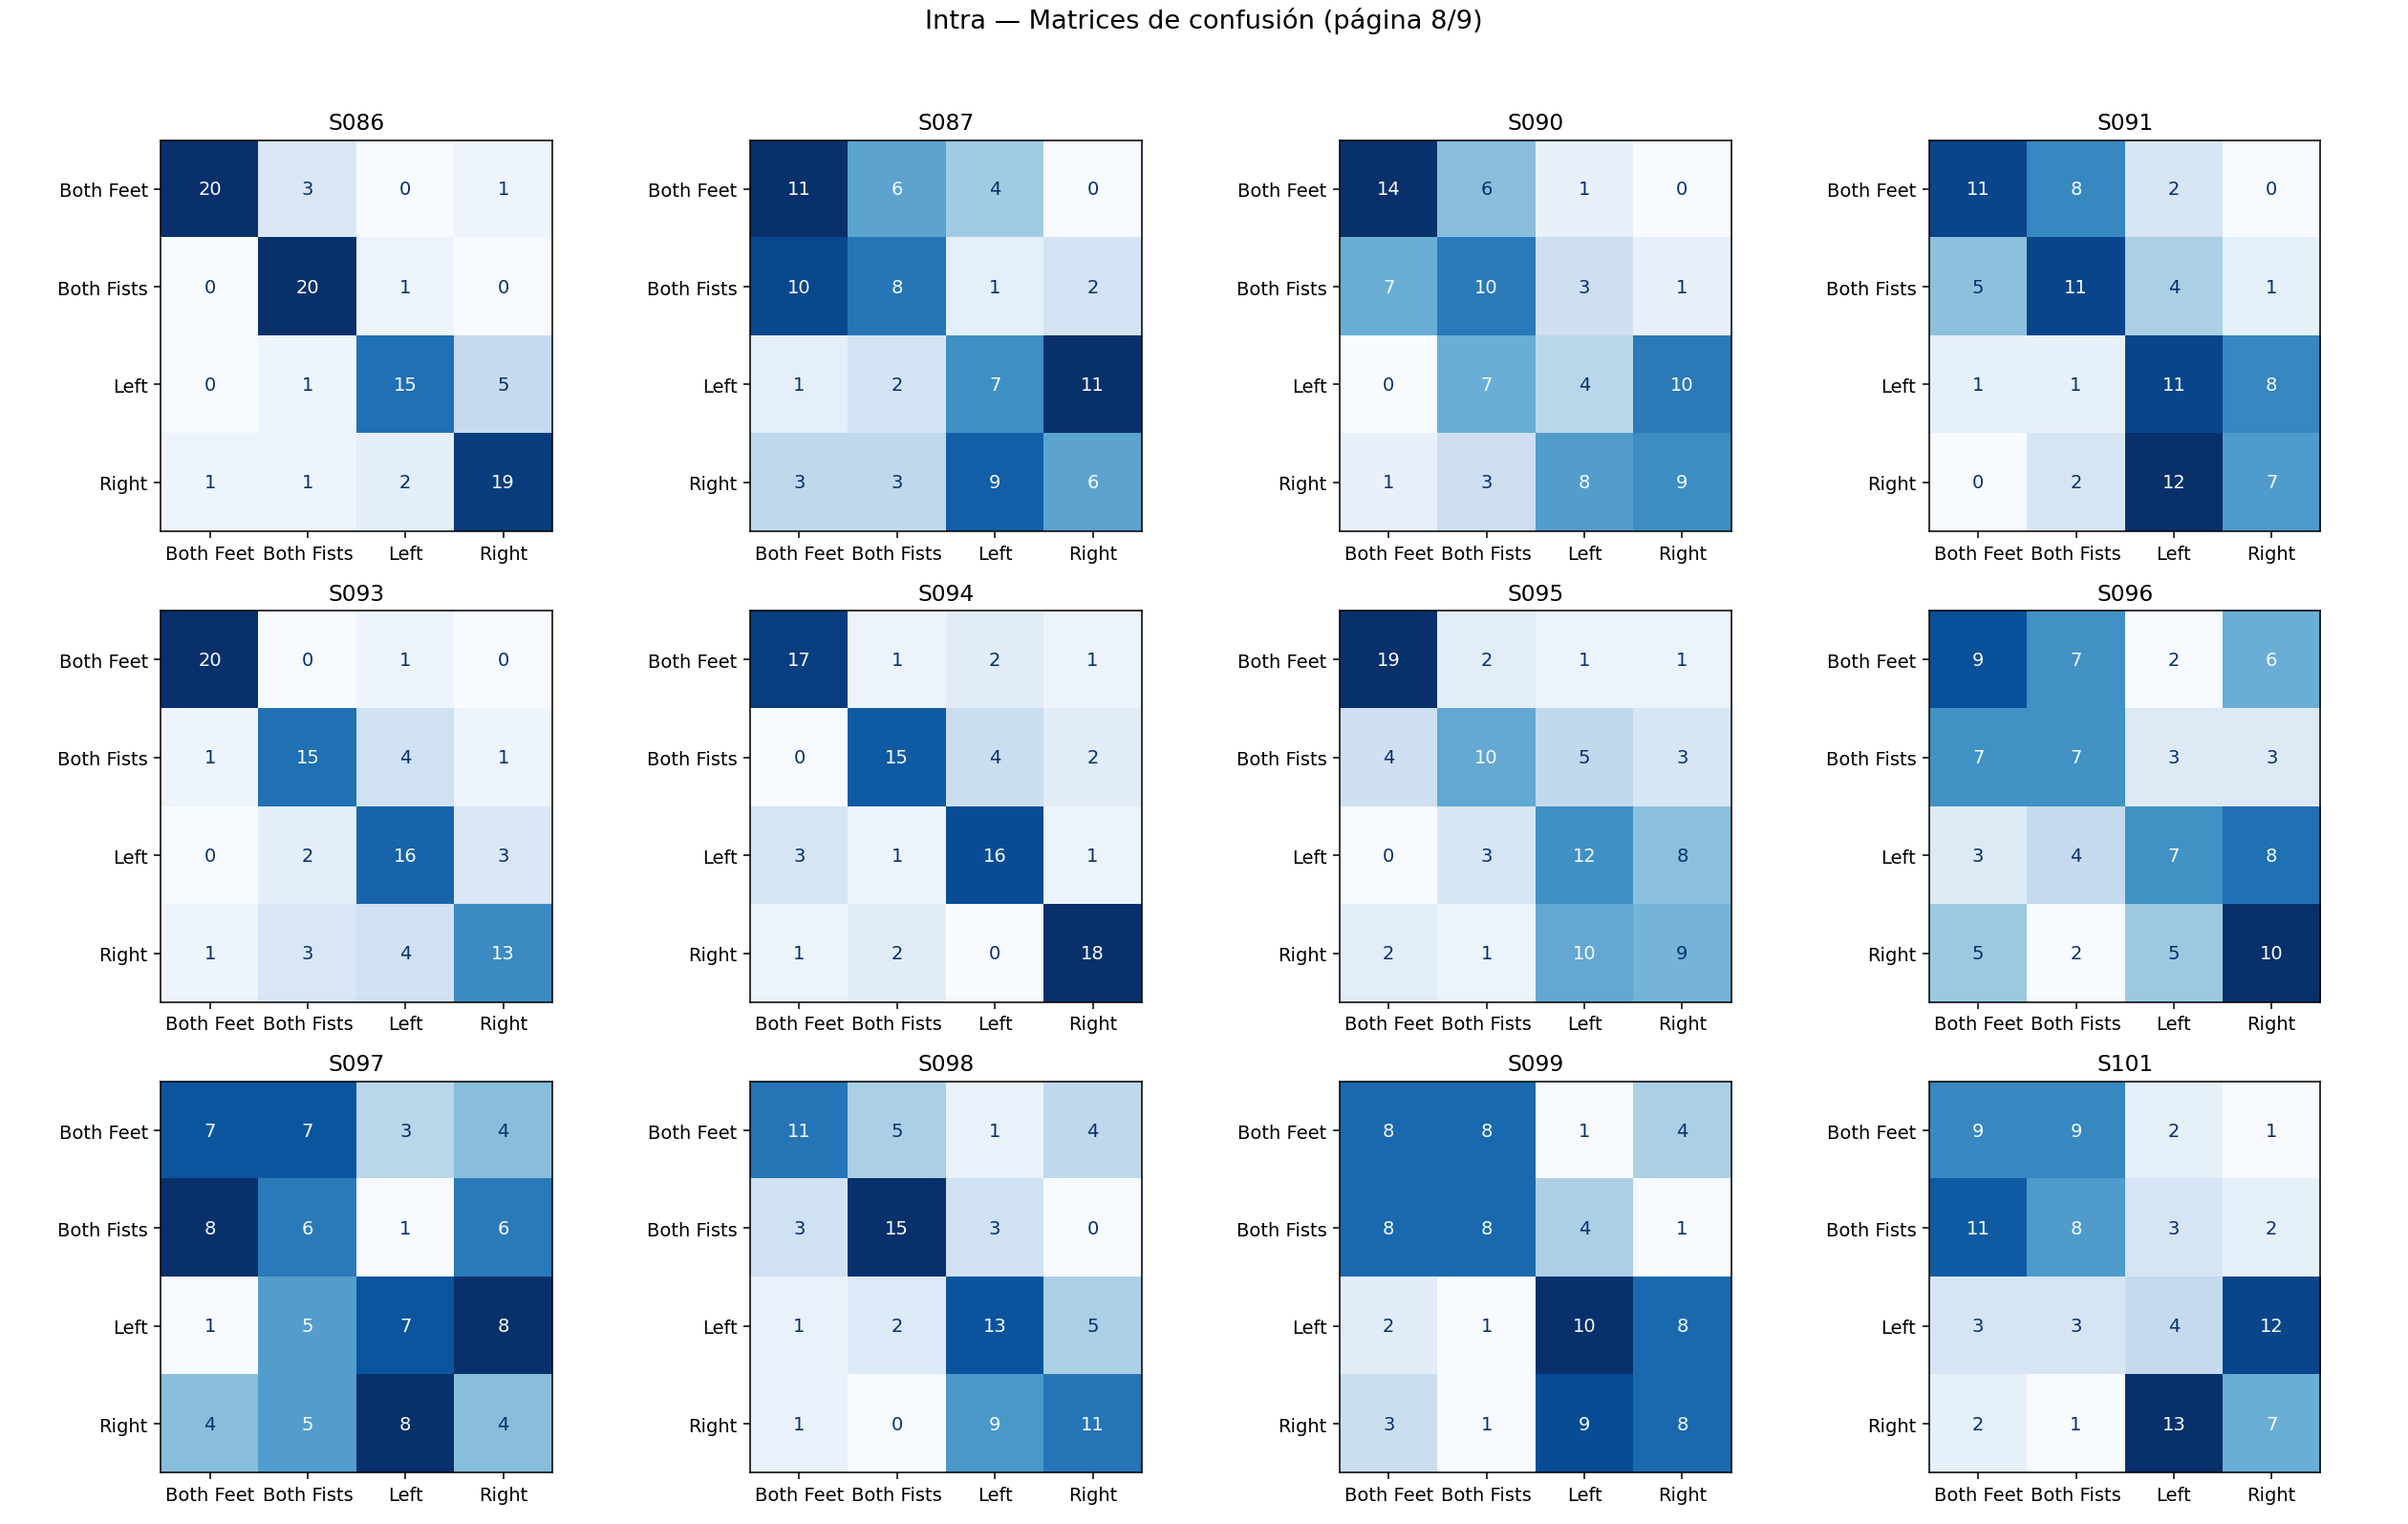 Intra — Matrices de confusión (página 8/9)
S086
Both Feet 20 3 0 1
Both Fists 0 20 1 0
Left 0 1 15 5
Right 1 1 2 19
Both Feet Both Fists Left Right
S087
Both Feet 11 6 4 0
Both Fists 10 8 1 2
Left 1 2 7 11
Right 3 3 9 6
Both Feet Both Fists Left Right
S090
Both Feet 14 6 1 0
Both Fists 7 10 3 1
Left 0 7 4 10
Right 1 3 8 9
Both Feet Both Fists Left Right
S091
Both Feet 11 8 2 0
Both Fists 5 11 4 1
Left 1 1 11 8
Right 0 2 12 7
Both Feet Both Fists Left Right
S093
Both Feet 20 0 1 0
Both Fists 1 15 4 1
Left 0 2 16 3
Right 1 3 4 13
Both Feet Both Fists Left Right
S094
Both Feet 17 1 2 1
Both Fists 0 15 4 2
Left 3 1 16 1
Right 1 2 0 18
Both Feet Both Fists Left Right
S095
Both Feet 19 2 1 1
Both Fists 4 10 5 3
Left 0 3 12 8
Right 2 1 10 9
Both Feet Both Fists Left Right
S096
Both Feet 9 7 2 6
Both Fists 7 7 3 3
Left 3 4 7 8
Right 5 2 5 10
Both Feet Both Fists Left Right
S097
Both Feet 7 7 3 4
Both Fists 8 6 1 6
Left 1 5 7 8
Right 4 5 8 4
Both Feet Both Fists Left Right
S098
Both Feet 11 5 1 4
Both Fists 3 15 3 0
Left 1 2 13 5
Right 1 0 9 11
Both Feet Both Fists Left Right
S099
Both Feet 8 8 1 4
Both Fists 8 8 4 1
Left 2 1 10 8
Right 3 1 9 8
Both Feet Both Fists Left Right
S101
Both Feet 9 9 2 1
Both Fists 11 8 3 2
Left 3 3 4 12
Right 2 1 13 7
Both Feet Both Fists Left Right